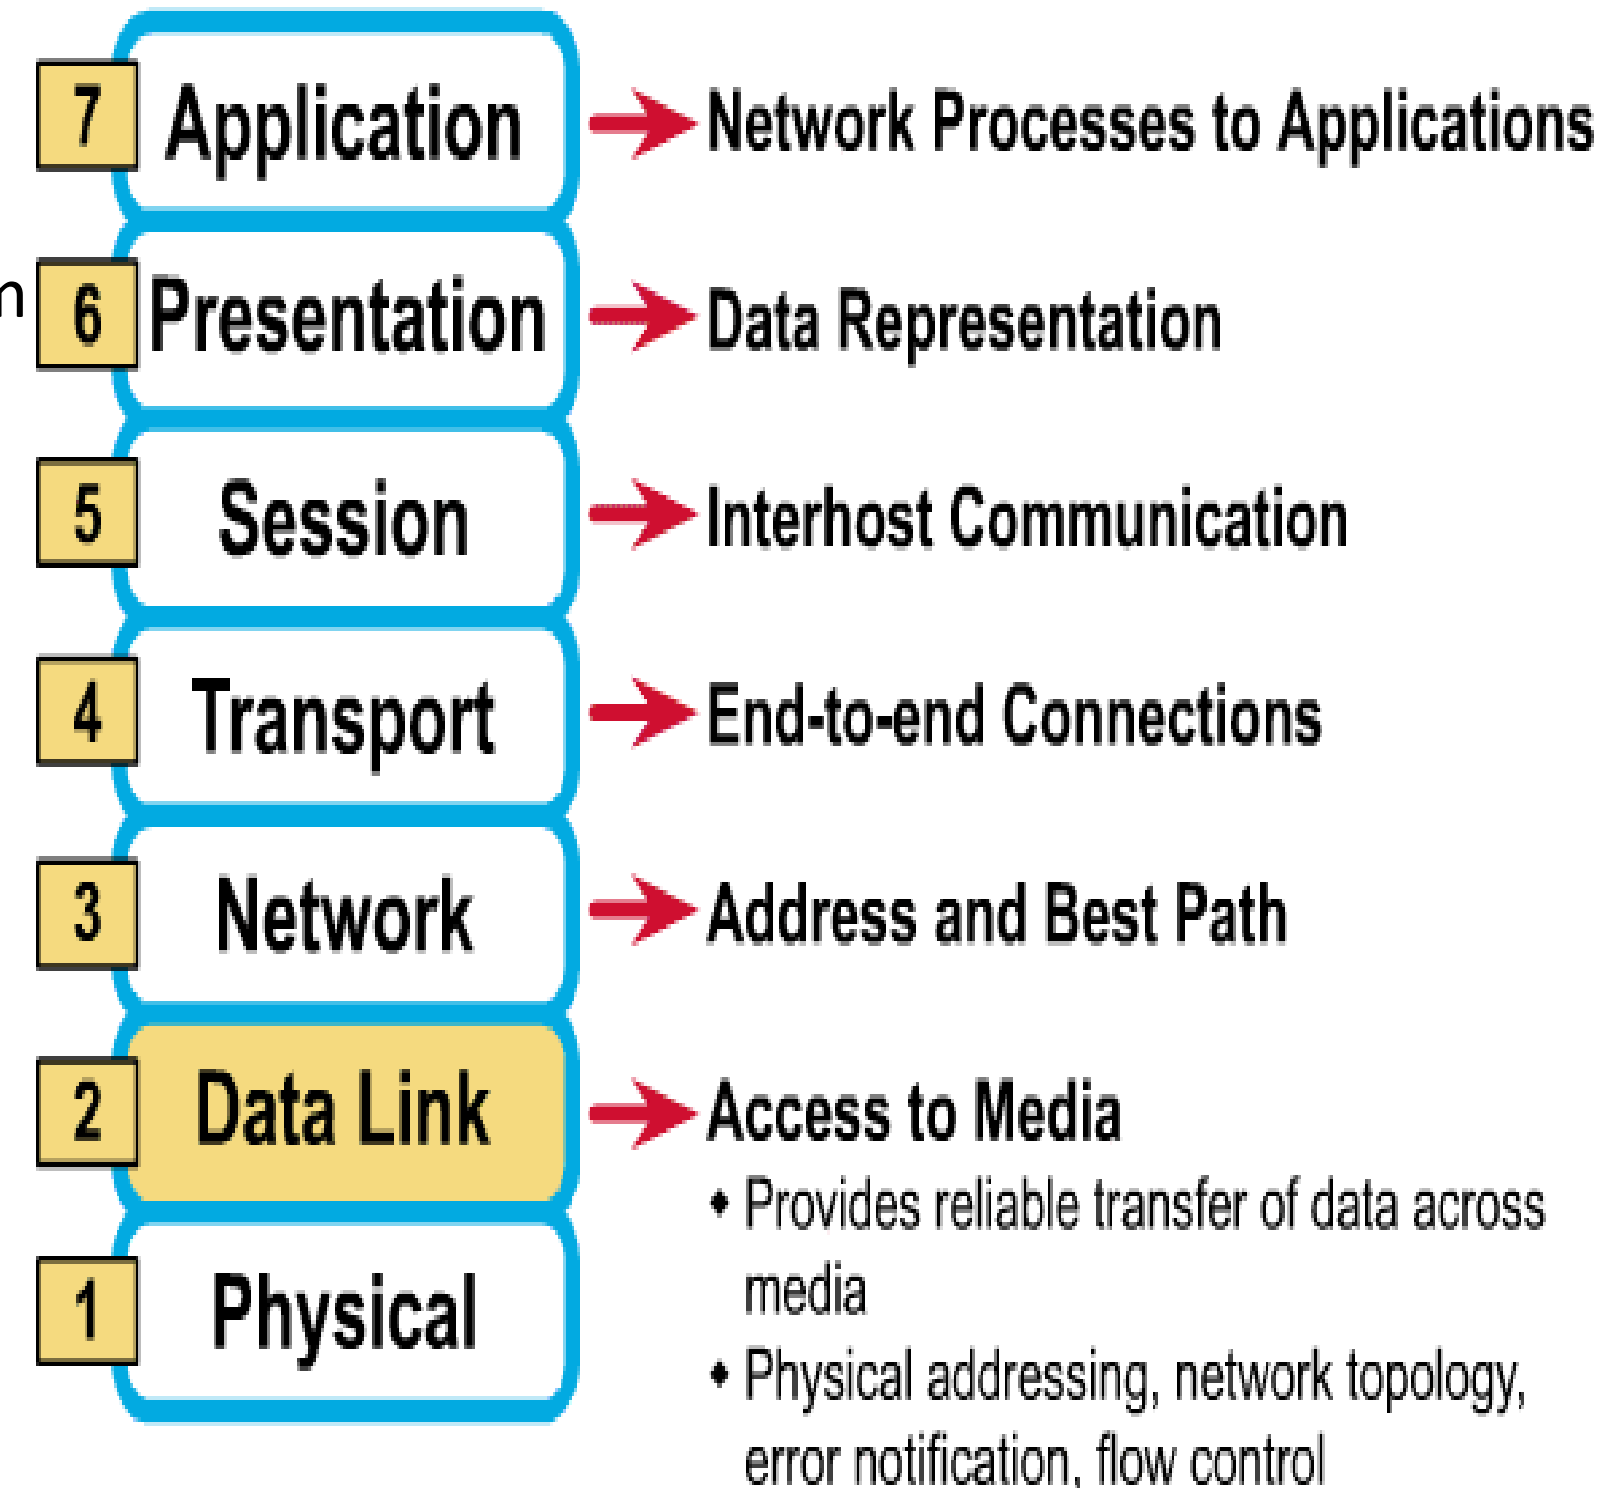 7 Application Network Processes to Applications
m 6 Presentation Data Representation
5 Session Interhost Communication
4 Transport End-to-end Connections
3 Network Address and Best Path
2 Data Link Access to Media
• Provides reliable transfer of data across
media
1 Physical
• Physical addressing, network topology,
error notification, flow control